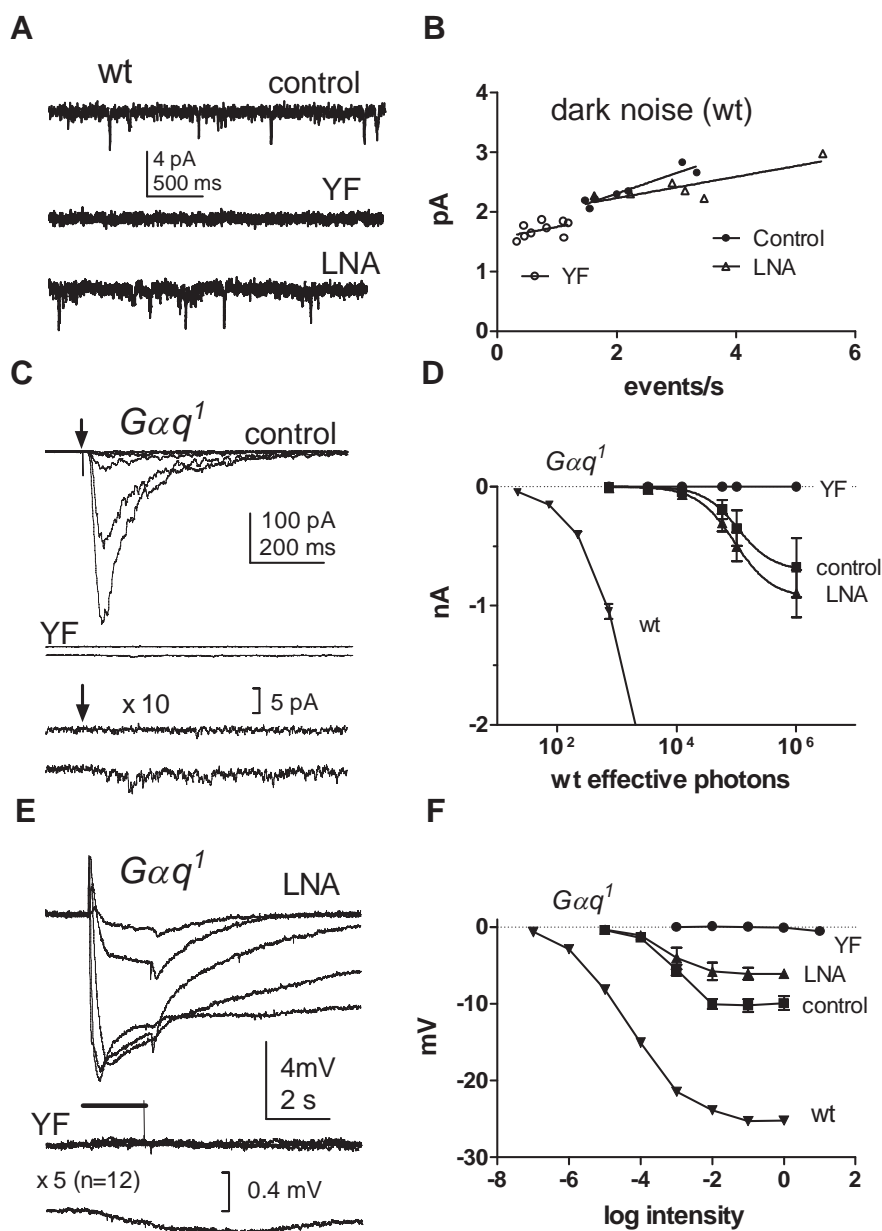 A
wt
control
4 pA
500 ms
YF
LNA
B
dark noise (wt)
4
3
2
1
0
pA
Control
LNA
YF
0 2 4 6
events/s
C
Gαq¹
control
100 pA
200 ms
YF
x 10
5 pA
D
Gαq¹
0
-1
-2
nA
YF
control
LNA
wt
10² 10⁴ 10⁶
wt effective photons
E
Gαq¹
LNA
4mV
2 s
YF
x 5 (n=12)
0.4 mV
F
Gαq¹
0
-10
-20
-30
mV
YF
LNA
control
wt
-8 -6 -4 -2 0 2
log intensity